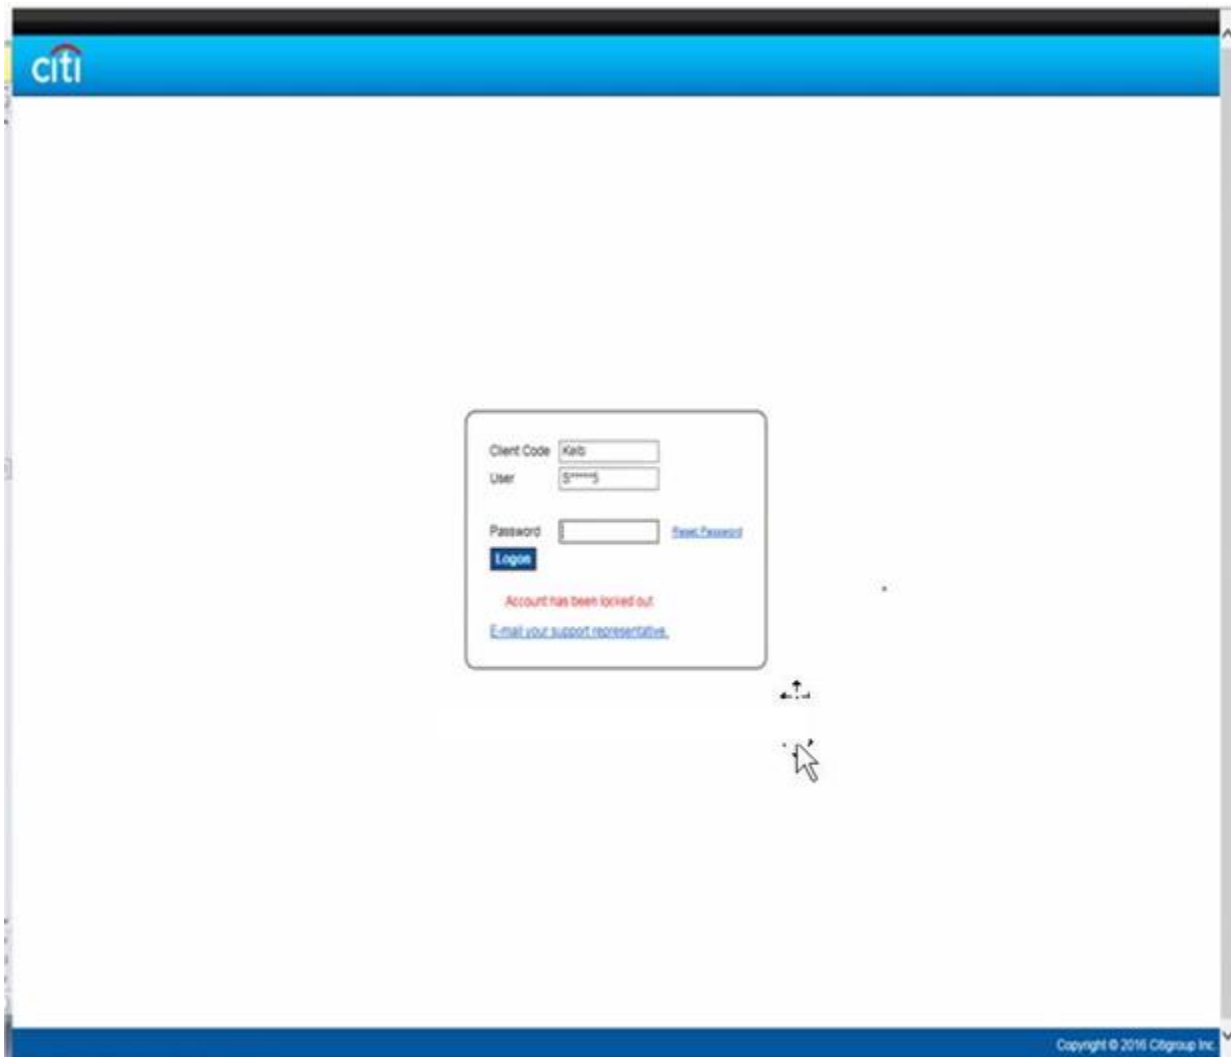 citi
Client Code
User S*****5
Password Reset Password
Logon
Account has been locked out
E-mail your support representative.
Copyright © 2016 Citigroup Inc.